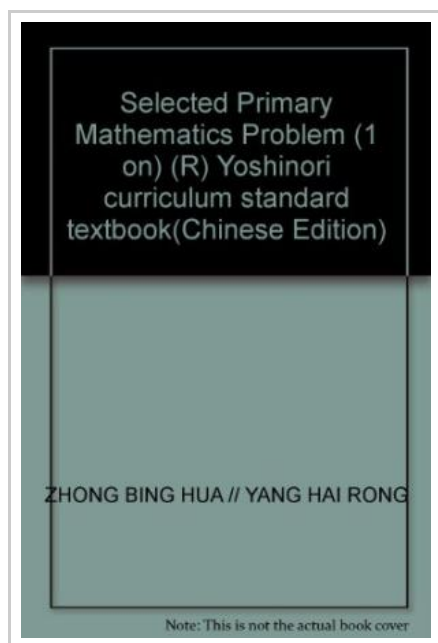 Selected Primary
Mathematics Problem (1
on) (R) Yoshinori
curriculum standard
textbook(Chinese Edition)
ZHONG BING HUA // YANG HAI RONG
Note: This is not the actual book cover